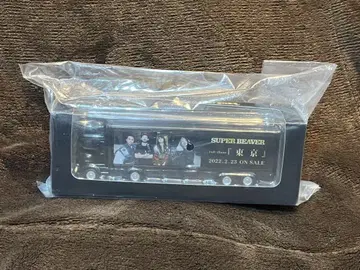 SUPER BEAVER
「東京」
2022.2.23 ON SALE